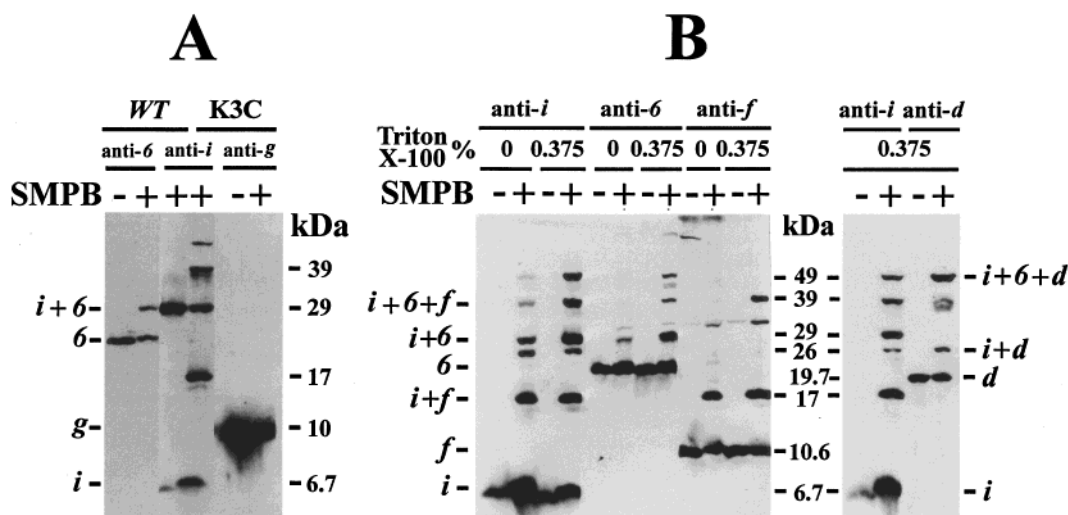 A B
WT K3C anti-i anti-6 anti-f anti-i anti-d
anti-6 anti-i anti-g Triton X-100 % 0 0.375 0 0.375 0 0.375 0.375
SMPB - + + + - + SMPB - + - + - + - + - + - + - + - +
kDa kDa
39 49 i+6+d
i+6 29 i+6+f 39
6 i+6 29
26 i+d
6 19.7 d
17 i+f 17
g 10 f 10.6
i 6.7 i 6.7 i